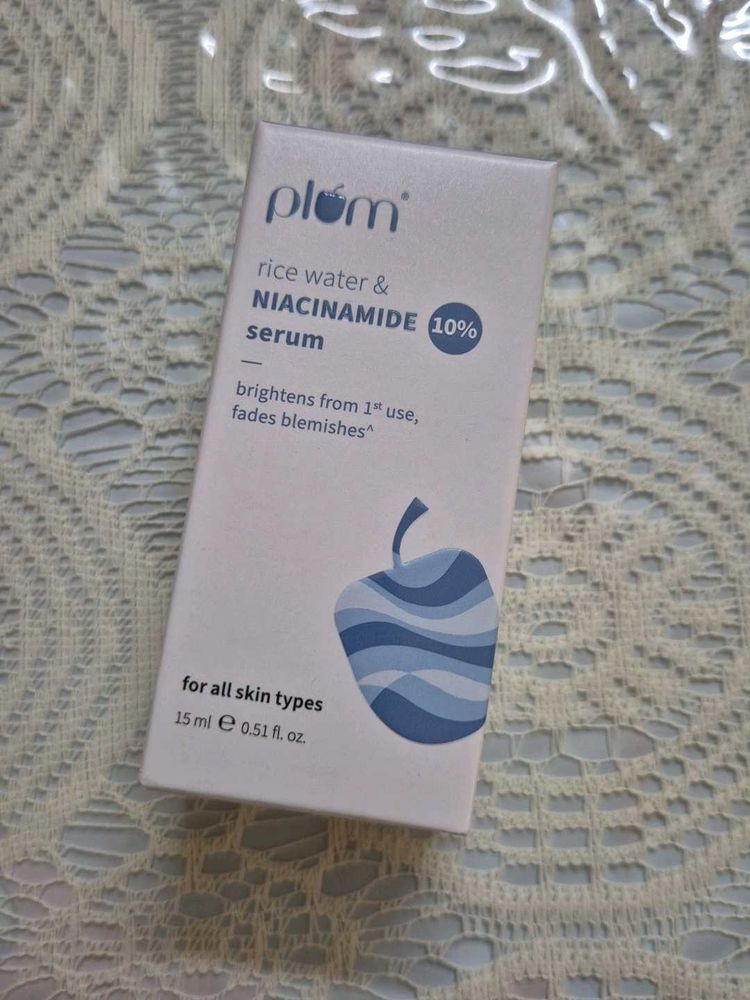 plum®
rice water &
NIACINAMIDE 10%
serum
brightens from 1st use,
fades blemishes^
for all skin types
15 ml ℮ 0.51 fl. oz.